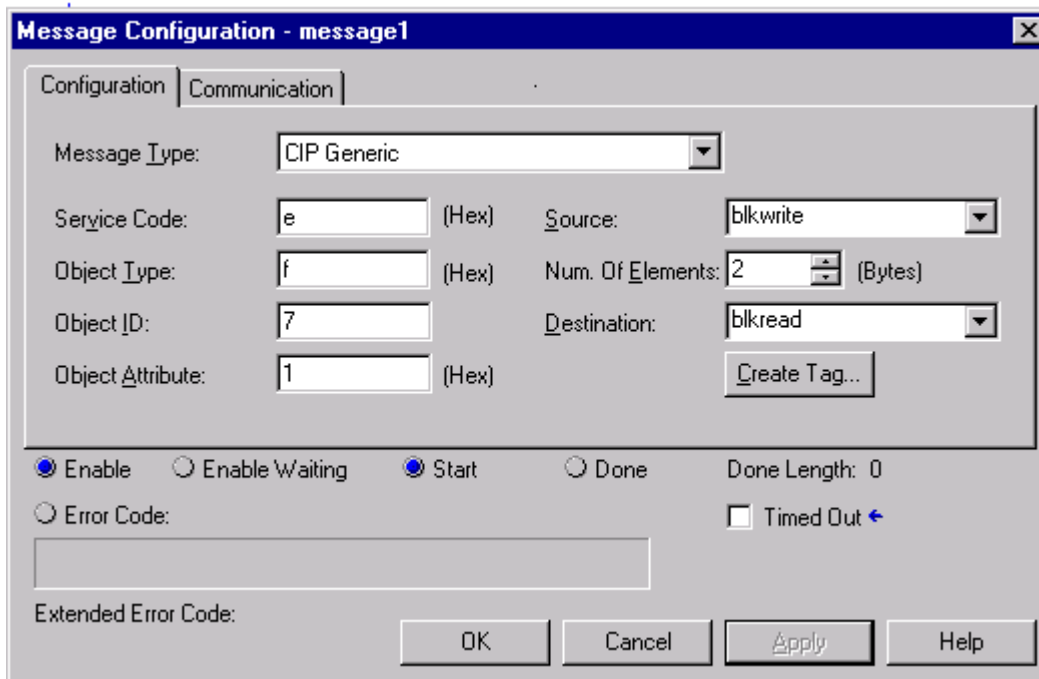 Message Configuration - message1
Configuration Communication
Message Type: CIP Generic
Service Code: e (Hex) Source: blkwrite
Object Type: f (Hex) Num. Of Elements: 2 (Bytes)
Object ID: 7 Destination: blkread
Object Attribute: 1 (Hex) Create Tag...
Enable Enable Waiting Start Done Done Length: 0
Error Code: Timed Out
Extended Error Code:
OK Cancel Apply Help